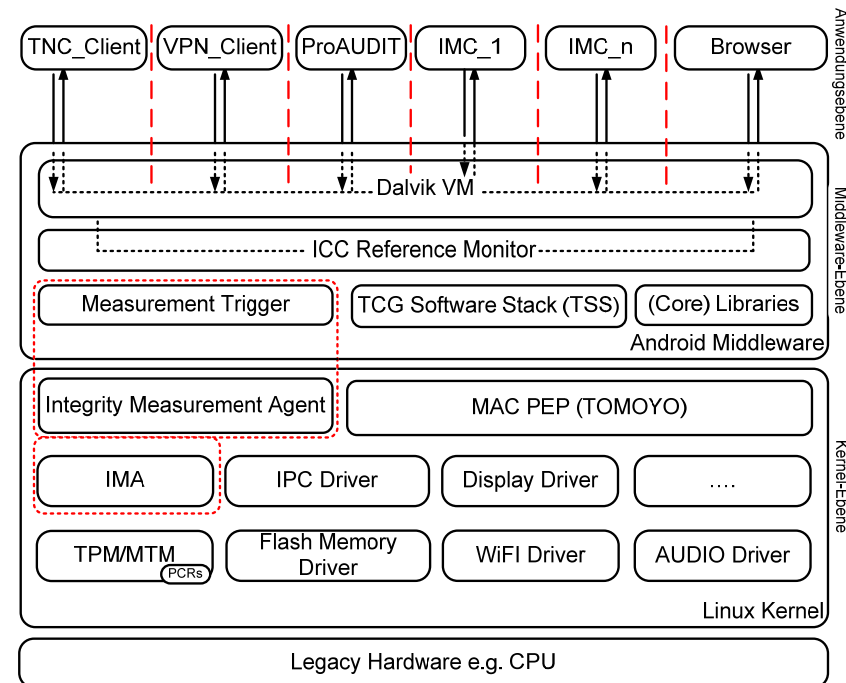 TNC_Client
VPN_Client
ProAUDIT
IMC_1
IMC_n
Browser
Anwendungsebene
Dalvik VM
ICC Reference Monitor
Measurement Trigger
TCG Software Stack (TSS)
(Core) Libraries
Android Middleware
Middleware-Ebene
Integrity Measurement Agent
MAC PEP (TOMOYO)
IMA
IPC Driver
Display Driver
....
TPM/MTM
PCRs
Flash Memory
Driver
WiFI Driver
AUDIO Driver
Linux Kernel
Kernel-Ebene
Legacy Hardware e.g. CPU